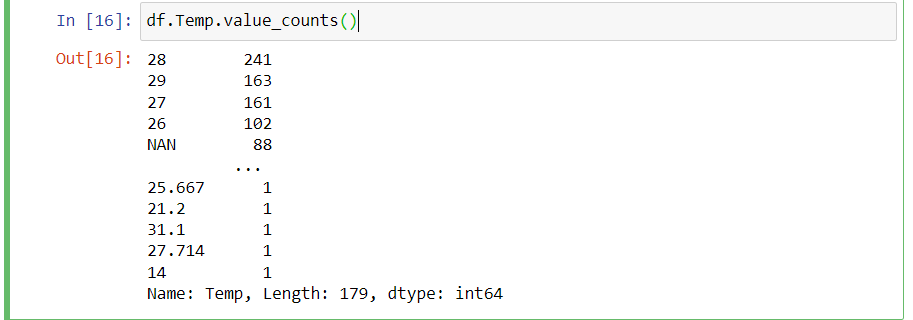 In [16]: df.Temp.value_counts()
Out[16]: 28 241
29 163
27 161
26 102
NAN 88
...
25.667 1
21.2 1
31.1 1
27.714 1
14 1
Name: Temp, Length: 179, dtype: int64